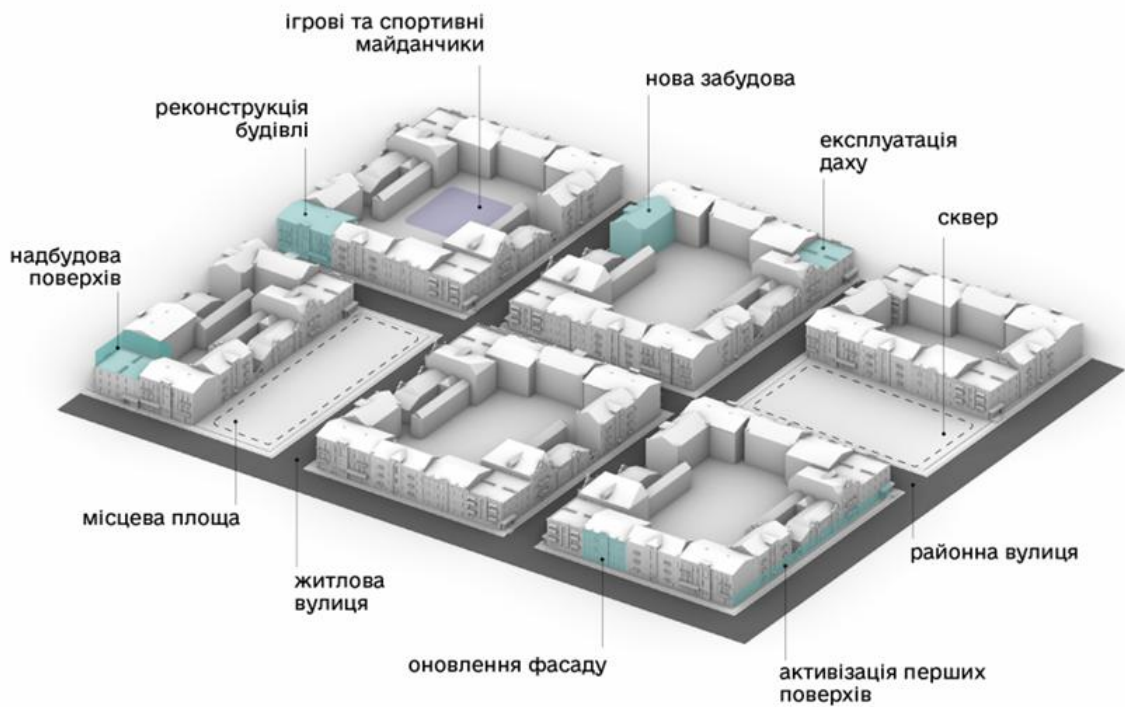 ігрові та спортивні
майданчики
нова забудова
реконструкція
будівлі
експлуатація
даху
сквер
надбудова
поверхів
місцева площа
районна вулиця
житлова
вулиця
оновлення фасаду
активізація перших
поверхів